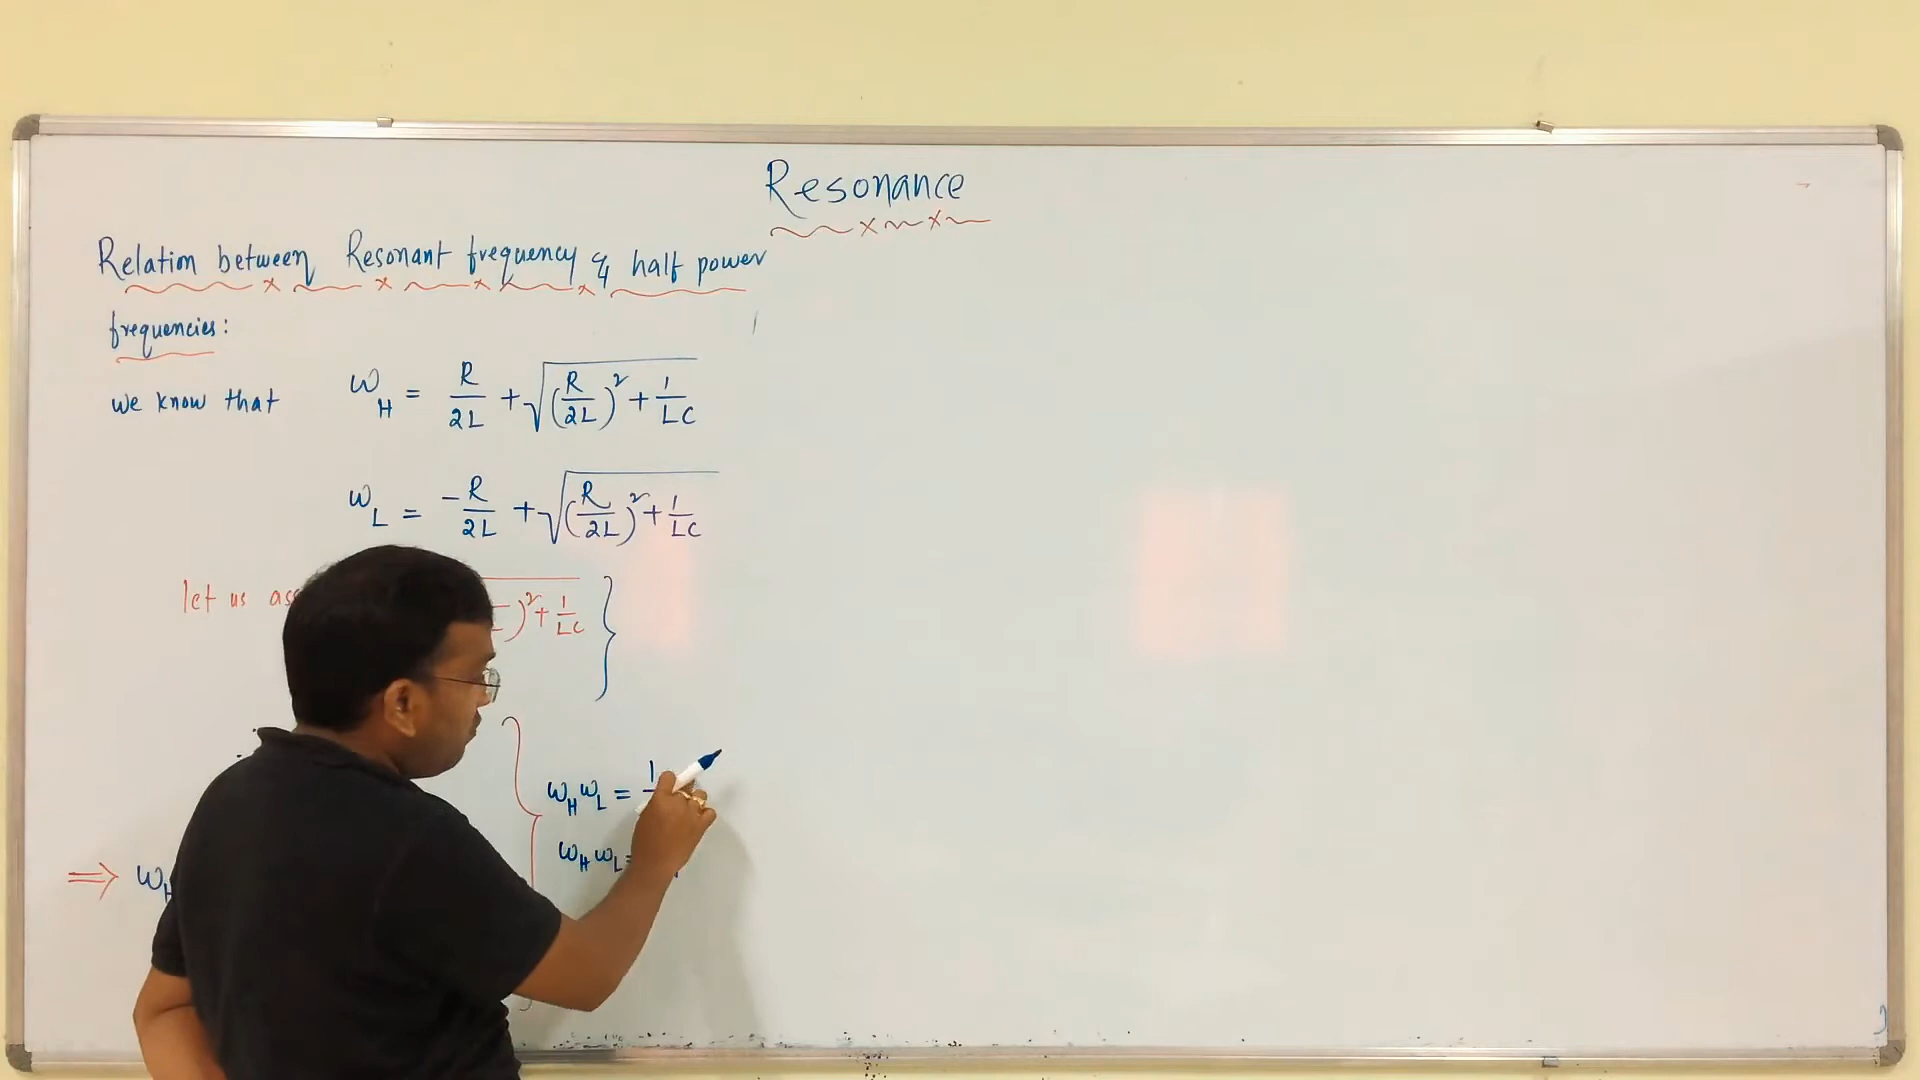 Resonance
Relation between Resonant frequency & half power
frequencies:
we know that ω_H = R/2L + √((R/2L)² + 1/LC)
ω_L = -R/2L + √((R/2L)² + 1/LC)
let us )² + 1/LC }
ω_H ω_L = 1
ω_H ω_L =
⇒ ω_H